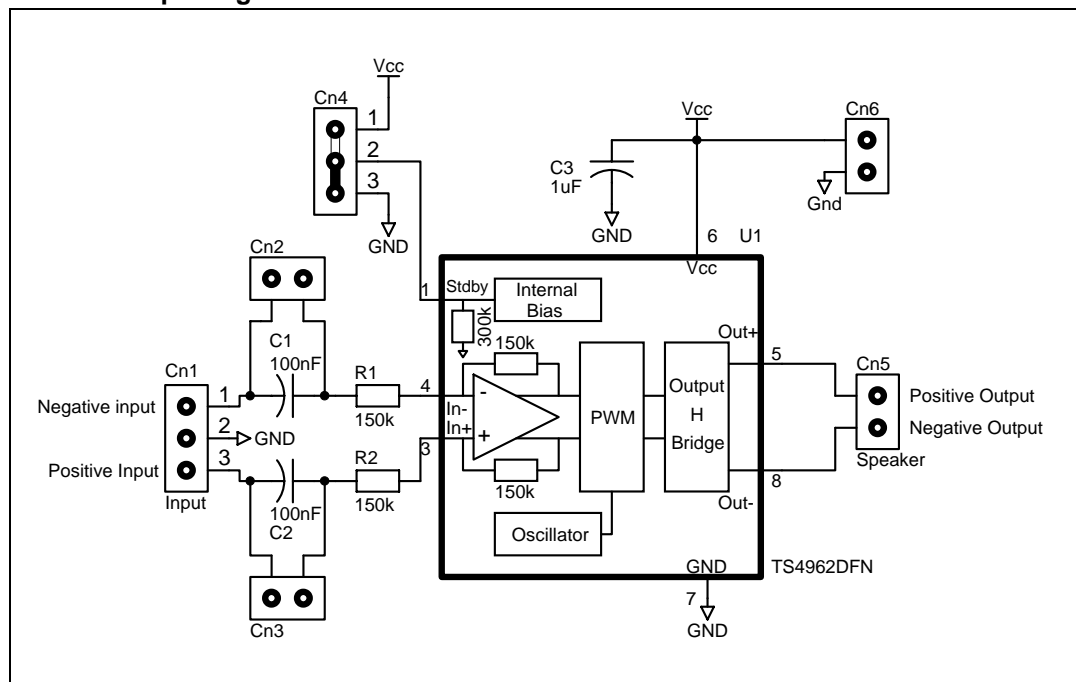 Vcc
Cn4
1
2
3
GND
Vcc
Cn6
C3
1uF
GND
Gnd
6
U1
Vcc
Cn2
1
Stdby
Internal
Bias
300k
150k
Out+
5
C1
100nF
Cn1
1
R1
4
Negative input
150k
In-
-
PWM
Output
H
Bridge
Cn5
Positive Output
2
GND
In+
+
Negative Output
Positive Input
3
R2
3
Speaker
Input
100nF
150k
150k
8
C2
Out-
Oscillator
Cn3
GND
TS4962DFN
7
GND